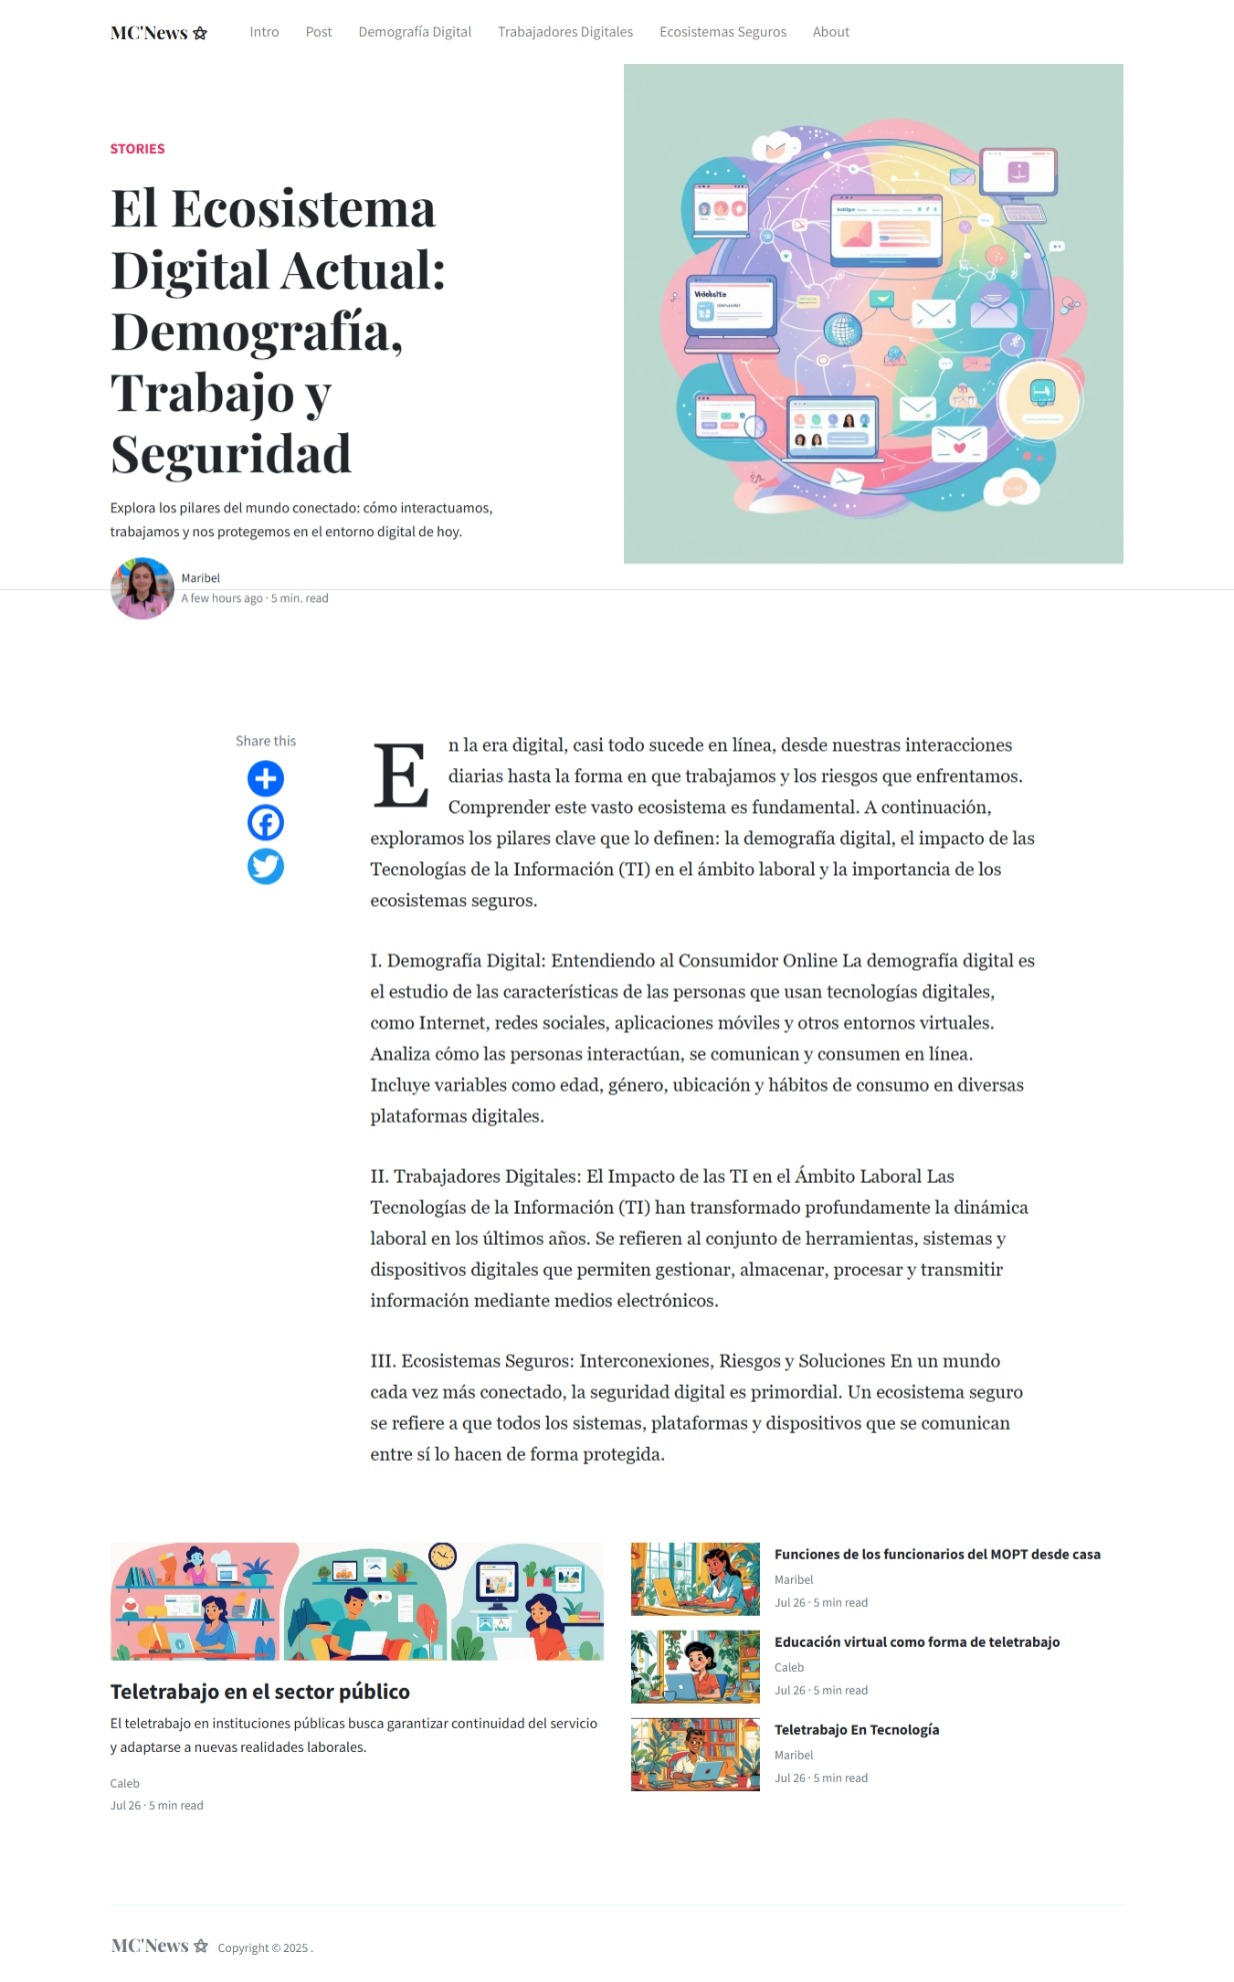 MC'News ☆
Intro
Post
Demografía Digital
Trabajadores Digitales
Ecosistemas Seguros
About
STORIES
El Ecosistema
Digital Actual:
Demografía,
Trabajo y
Seguridad
Explora los pilares del mundo conectado: cómo interactuamos,
trabajamos y nos protegemos en el entorno digital de hoy.
Maribel
A few hours ago · 5 min. read
Share this
En la era digital, casi todo sucede en línea, desde nuestras interacciones
diarias hasta la forma en que trabajamos y los riesgos que enfrentamos.
Comprender este vasto ecosistema es fundamental. A continuación,
exploramos los pilares clave que lo definen: la demografía digital, el impacto de las
Tecnologías de la Información (TI) en el ámbito laboral y la importancia de los
ecosistemas seguros.
I. Demografía Digital: Entendiendo al Consumidor Online La demografía digital es
el estudio de las características de las personas que usan tecnologías digitales,
como Internet, redes sociales, aplicaciones móviles y otros entornos virtuales.
Analiza cómo las personas interactúan, se comunican y consumen en línea.
Incluye variables como edad, género, ubicación y hábitos de consumo en diversas
plataformas digitales.
II. Trabajadores Digitales: El Impacto de las TI en el Ámbito Laboral Las
Tecnologías de la Información (TI) han transformado profundamente la dinámica
laboral en los últimos años. Se refieren al conjunto de herramientas, sistemas y
dispositivos digitales que permiten gestionar, almacenar, procesar y transmitir
información mediante medios electrónicos.
III. Ecosistemas Seguros: Interconexiones, Riesgos y Soluciones En un mundo
cada vez más conectado, la seguridad digital es primordial. Un ecosistema seguro
se refiere a que todos los sistemas, plataformas y dispositivos que se comunican
entre sí lo hacen de forma protegida.
Teletrabajo en el sector público
El teletrabajo en instituciones públicas busca garantizar continuidad del servicio
y adaptarse a nuevas realidades laborales.
Caleb
Jul 26 · 5 min read
Funciones de los funcionarios del MOPT desde casa
Maribel
Jul 26 · 5 min read
Educación virtual como forma de teletrabajo
Caleb
Jul 26 · 5 min read
Teletrabajo En Tecnología
Maribel
Jul 26 · 5 min read
MC'News ☆
Copyright © 2025 .